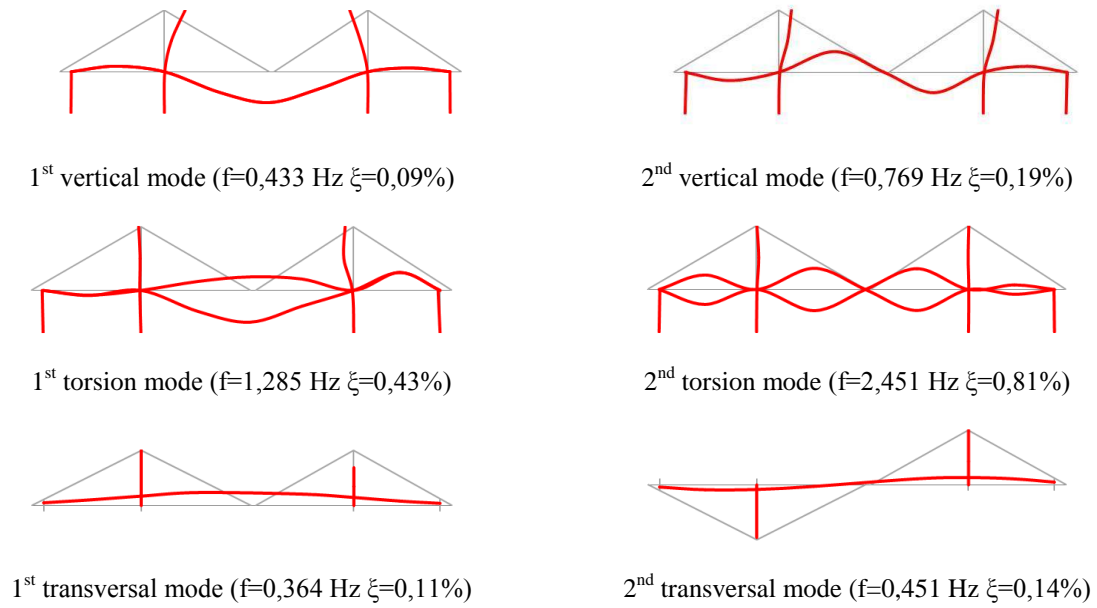 1st vertical mode (f=0,433 Hz ξ=0,09%)
2nd vertical mode (f=0,769 Hz ξ=0,19%)
1st torsion mode (f=1,285 Hz ξ=0,43%)
2nd torsion mode (f=2,451 Hz ξ=0,81%)
1st transversal mode (f=0,364 Hz ξ=0,11%)
2nd transversal mode (f=0,451 Hz ξ=0,14%)